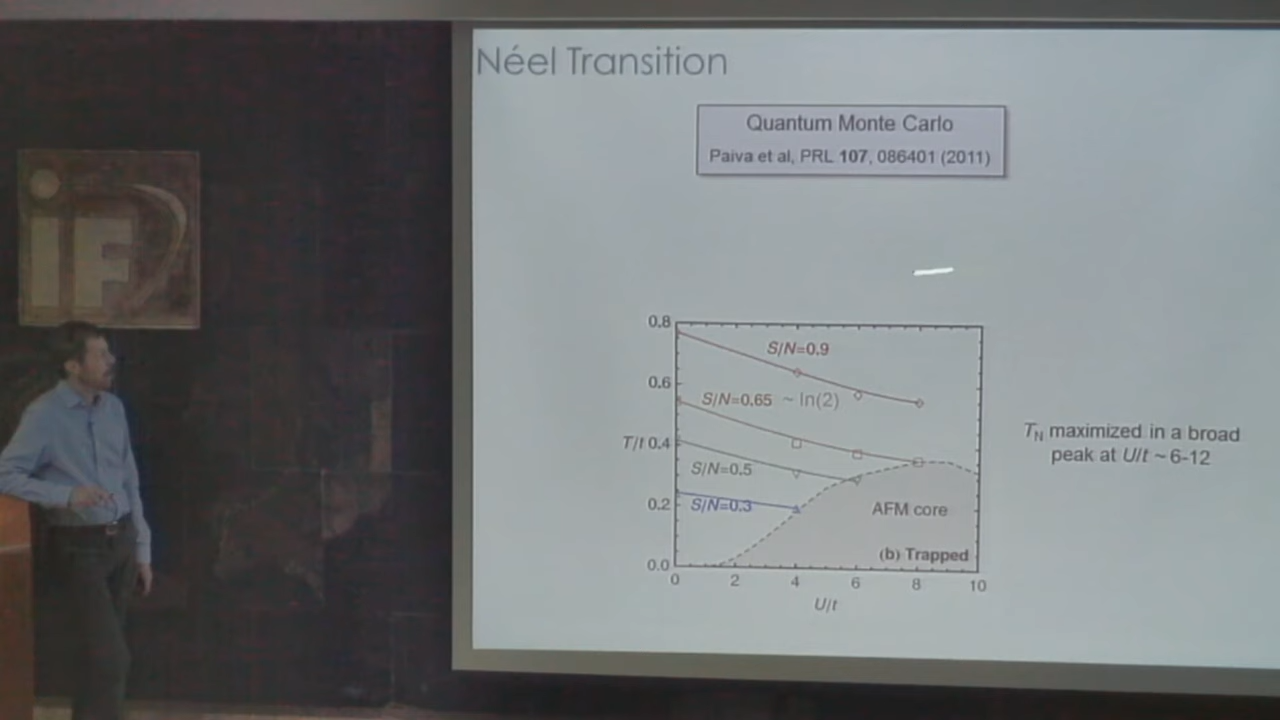 Néel Transition
Quantum Monte Carlo
Paiva et al, PRL 107, 086401 (2011)
iF
0.8
S/N=0.9
0.6
S/N=0.65 ~ ln(2)
T/t 0.4
S/N=0.5
0.2
S/N=0.3
AFM core
(b) Trapped
0.0
0 2 4 6 8 10
U/t
TN maximized in a broad
peak at U/t ~ 6-12